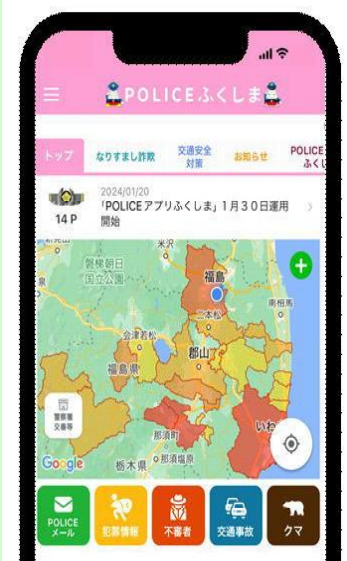 POLICEふくしま
トップ
なりすまし詐欺
交通安全
対策
お知らせ
POLICE
ふくし
14 P
2024/01/20
「POLICEアプリふくしま」1月30日運用
開始
米沢
磐梯朝日
国立公園
福島
南相馬
二本松
会津若松
郡山
福島県
いわ
警察署
交番等
那須町
那須塩原
栃木県
Google
POLICE
メール
犯罪情報
不審者
交通事故
クマ